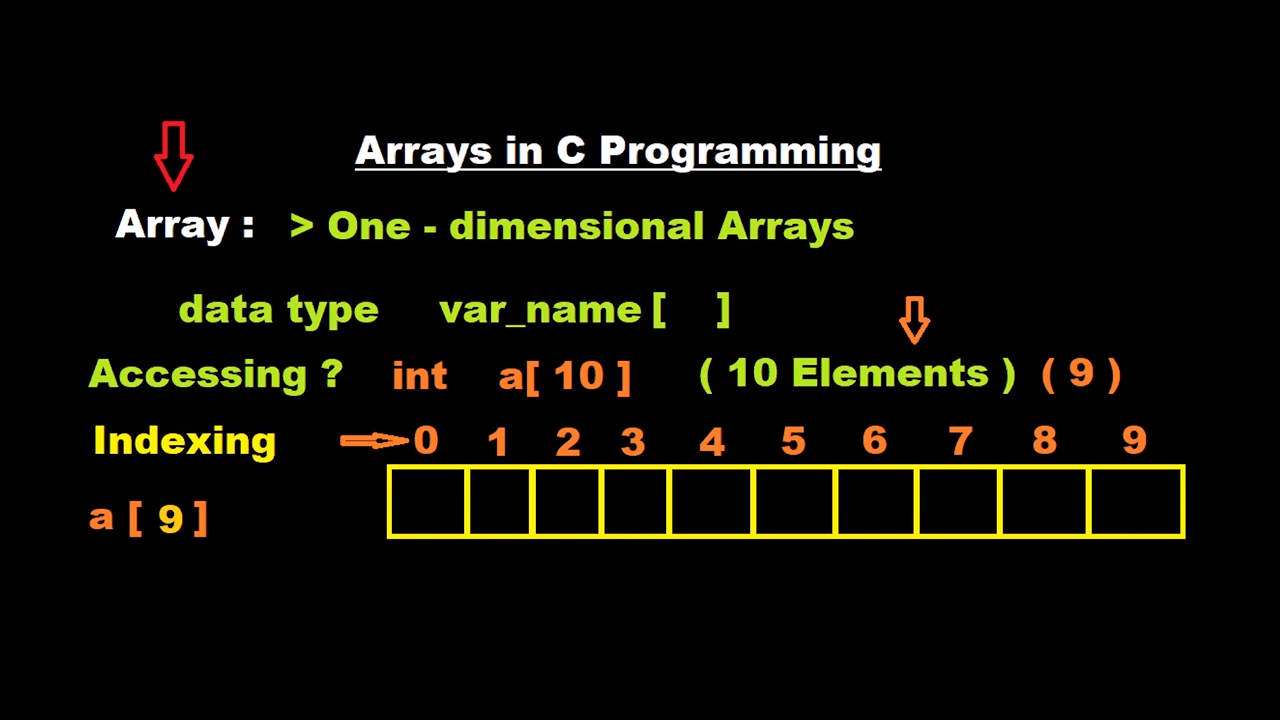 Arrays in C Programming
Array : > One - dimensional Arrays
data type var_name [ ]
Accessing ? int a[ 10 ] ( 10 Elements ) ( 9 )
Indexing 0 1 2 3 4 5 6 7 8 9
a [ 9 ]